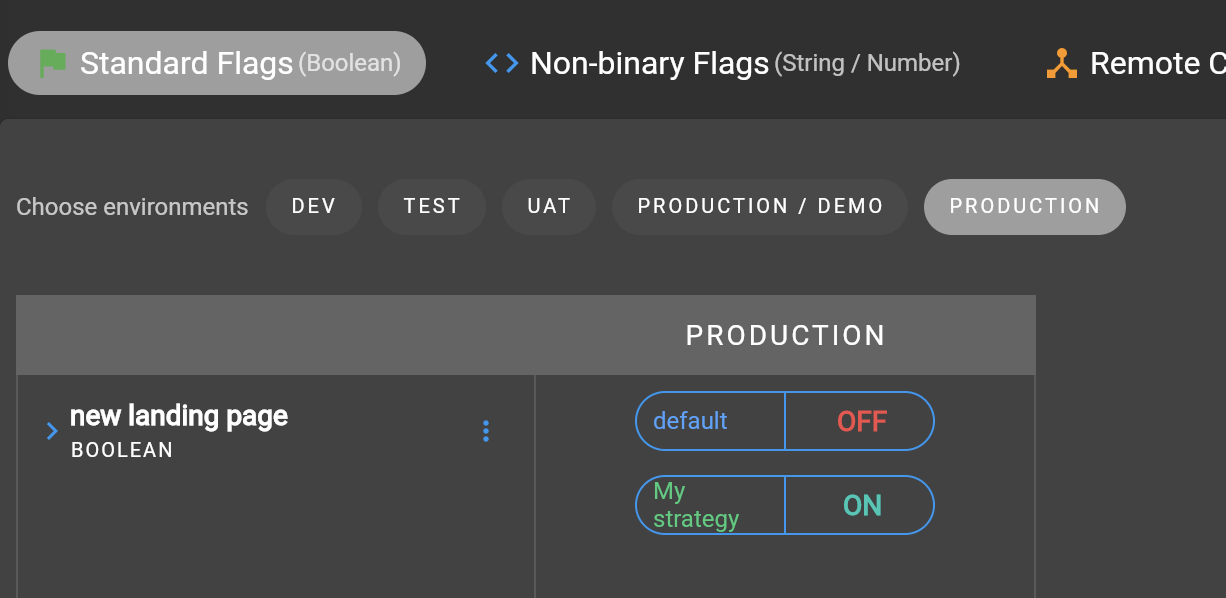 Standard Flags (Boolean) Non-binary Flags (String / Number) Remote C
Choose environments DEV TEST UAT PRODUCTION / DEMO PRODUCTION
PRODUCTION
new landing page
BOOLEAN
default OFF
My
strategy ON